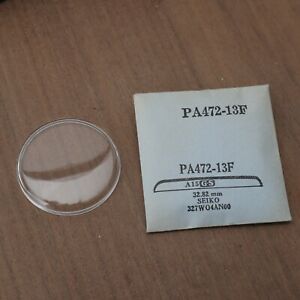 PA472-13F
PA472-13F
A15 GS
32.82 mm
SEIKO
327W04AN00